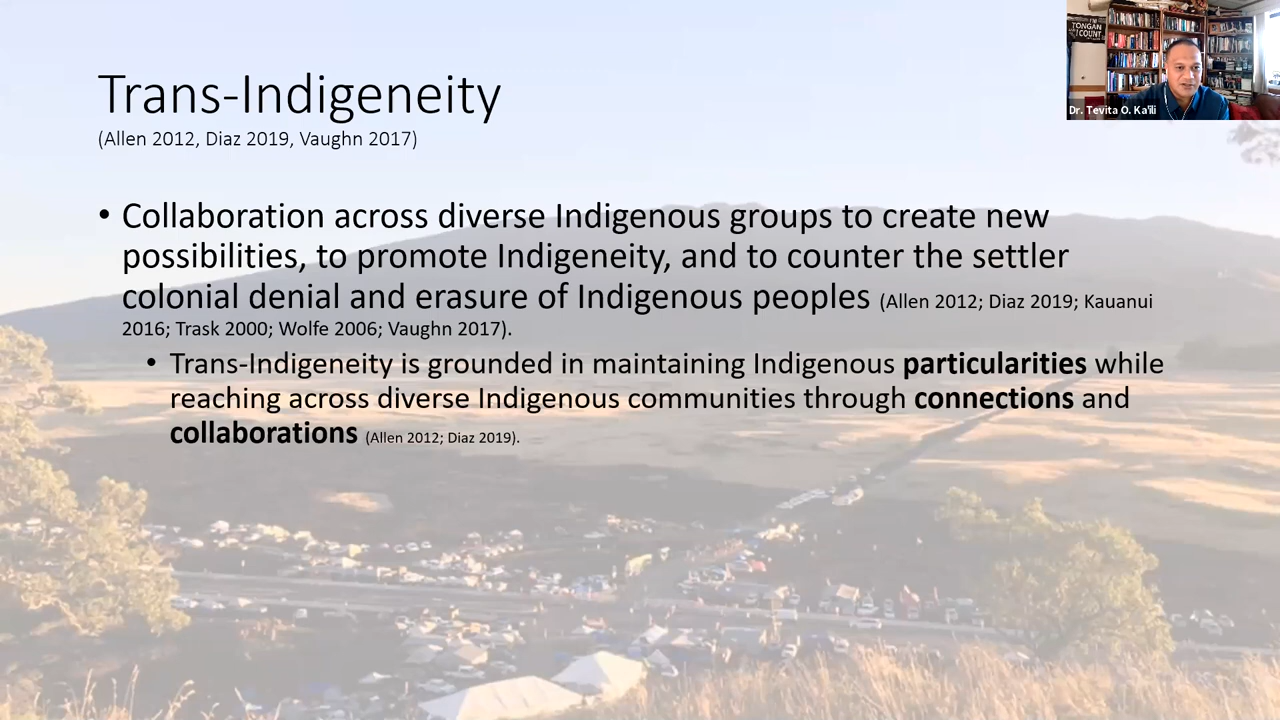 Trans-Indigeneity
(Allen 2012, Diaz 2019, Vaughn 2017)
• Collaboration across diverse Indigenous groups to create new
possibilities, to promote Indigeneity, and to counter the settler
colonial denial and erasure of Indigenous peoples (Allen 2012; Diaz 2019; Kauanui
2016; Trask 2000; Wolfe 2006; Vaughn 2017).
• Trans-Indigeneity is grounded in maintaining Indigenous particularities while
reaching across diverse Indigenous communities through connections and
collaborations (Allen 2012; Diaz 2019).
TONGAN
COUNT
Dr. Tevita O. Ka'ili